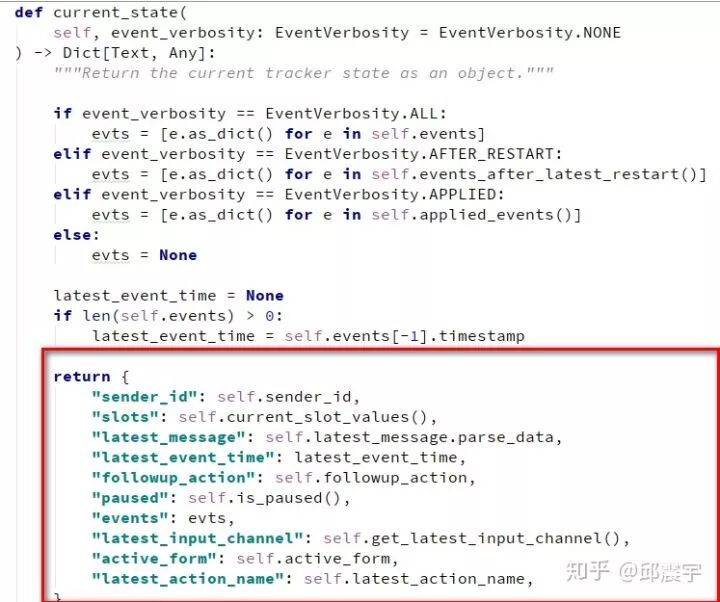 def current_state(
    self, event_verbosity: EventVerbosity = EventVerbosity.NONE
) -> Dict[Text, Any]:
    """Return the current tracker state as an object."""

    if event_verbosity == EventVerbosity.ALL:
        evts = [e.as_dict() for e in self.events]
    elif event_verbosity == EventVerbosity.AFTER_RESTART:
        evts = [e.as_dict() for e in self.events_after_latest_restart()]
    elif event_verbosity == EventVerbosity.APPLIED:
        evts = [e.as_dict() for e in self.applied_events()]
    else:
        evts = None

    latest_event_time = None
    if len(self.events) > 0:
        latest_event_time = self.events[-1].timestamp

    return {
        "sender_id": self.sender_id,
        "slots": self.current_slot_values(),
        "latest_message": self.latest_message.parse_data,
        "latest_event_time": latest_event_time,
        "followup_action": self.followup_action,
        "paused": self.is_paused(),
        "events": evts,
        "latest_input_channel": self.get_latest_input_channel(),
        "active_form": self.active_form,
        "latest_action_name": self.latest_action_name,
    }
知乎 @邱震宇